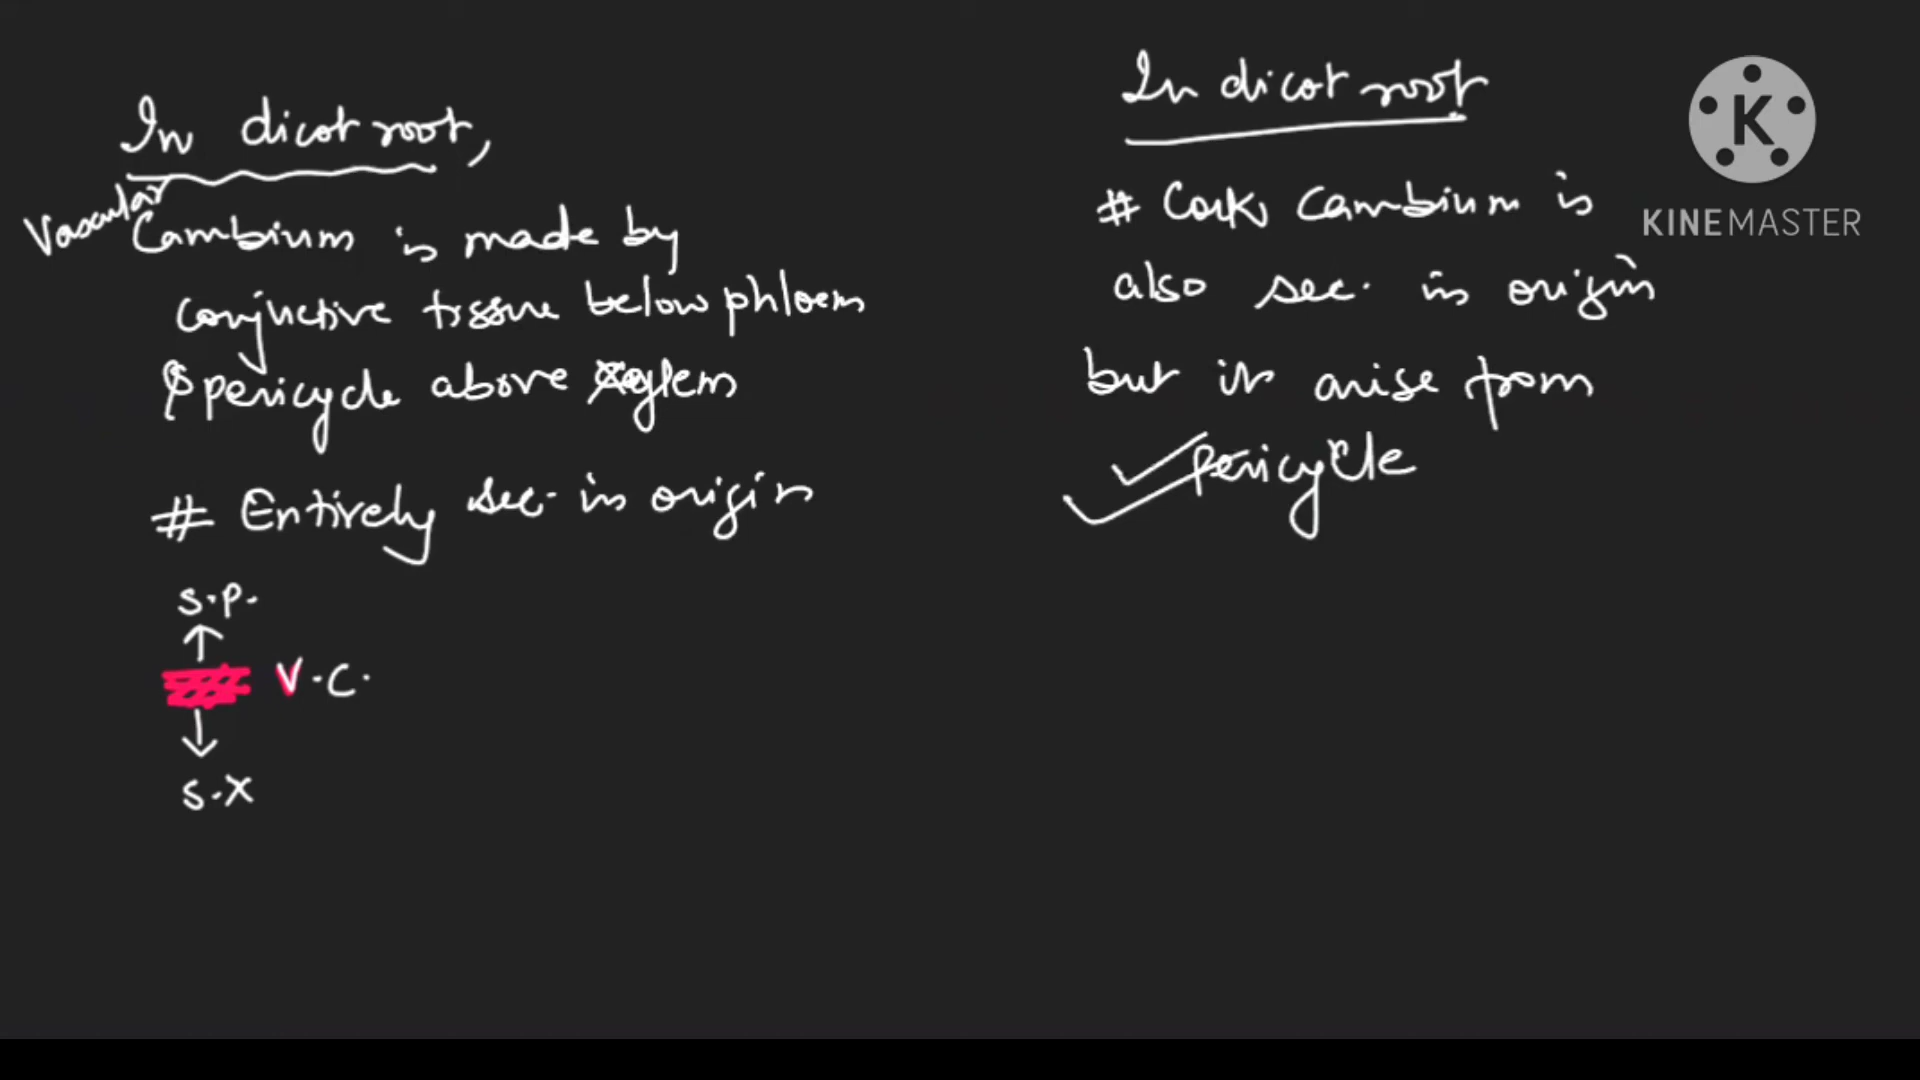 In dicot root,
Vascular Cambium is made by
conjuctive tissue below phloem
& pericycle above xylem
# Entirely sec. in origin
S.P.
V.C.
S.X
In dicot root
# Cork Cambium is
also sec. in origin
but it arise from
pericycle
K
KINEMASTER